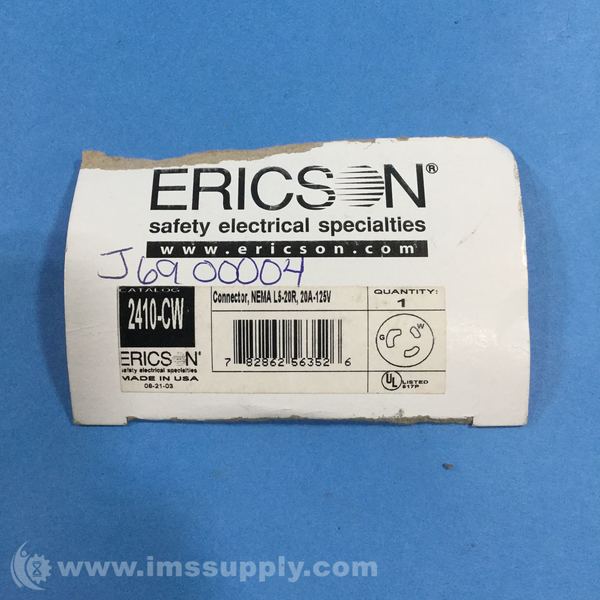 ERICSON®
safety electrical specialties
www.ericson.com
J6900004
CATALOG
2410-CW
Connector, NEMA L5-20R, 20A-125V
QUANTITY:
1
G W
7 82862 56352 6
ERICSON®
safety electrical specialties
MADE IN USA
08-21-03
UL LISTED
817P
www.imssupply.com